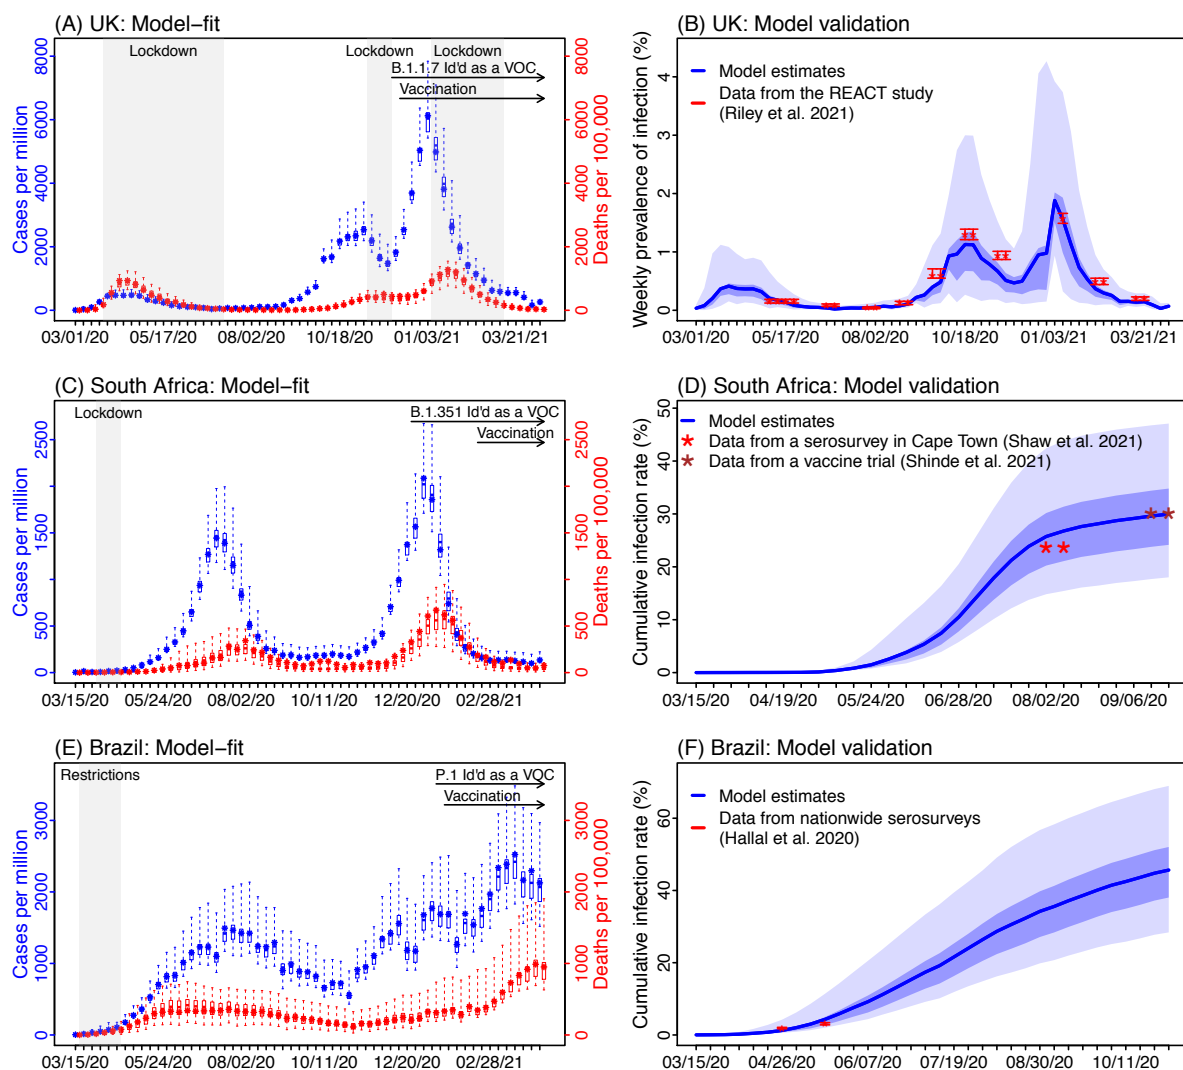 (A) UK: Model−fit
Lockdown
Lockdown
Lockdown
B.1.1.7 Id'd as a VOC
Vaccination
Cases per million
0
2000
4000
6000
8000
Deaths per 100,000
0
2000
4000
6000
8000
03/01/20
05/17/20
08/02/20
10/18/20
01/03/21
03/21/21
(B) UK: Model validation
Model estimates
Data from the REACT study
(Riley et al. 2021)
Weekly prevalence of infection (%)
0
1
2
3
4
03/01/20
05/17/20
08/02/20
10/18/20
01/03/21
03/21/21
(C) South Africa: Model−fit
Lockdown
B.1.351 Id'd as a VOC
Vaccination
Cases per million
0
500
1500
2500
Deaths per 100,000
0
500
1500
2500
03/15/20
05/24/20
08/02/20
10/11/20
12/20/20
02/28/21
(D) South Africa: Model validation
Model estimates
Data from a serosurvey in Cape Town (Shaw et al. 2021)
Data from a vaccine trial (Shinde et al. 2021)
Cumulative infection rate (%)
0
10
20
30
40
50
03/15/20
04/19/20
05/24/20
06/28/20
08/02/20
09/06/20
(E) Brazil: Model−fit
Restrictions
P.1 Id'd as a VOC
Vaccination
Cases per million
0
1000
2000
3000
Deaths per 100,000
0
1000
2000
3000
03/15/20
05/24/20
08/02/20
10/11/20
12/20/20
02/28/21
(F) Brazil: Model validation
Model estimates
Data from nationwide serosurveys
(Hallal et al. 2020)
Cumulative infection rate (%)
0
20
40
60
03/15/20
04/26/20
06/07/20
07/19/20
08/30/20
10/11/20